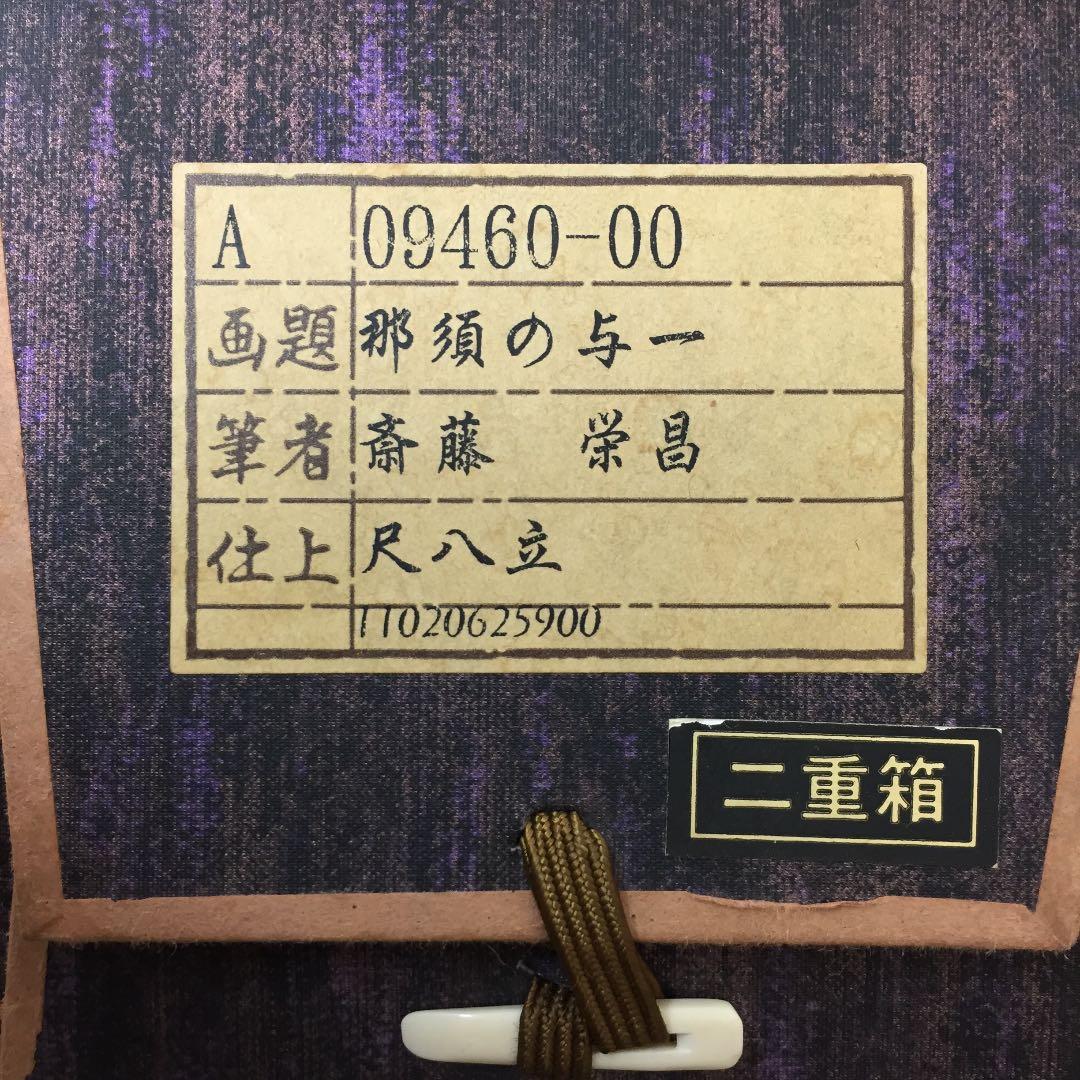 A 09460-00
画題 那須の与一
筆者 斎藤 栄昌
仕上 尺八立
TT020625900
二重箱